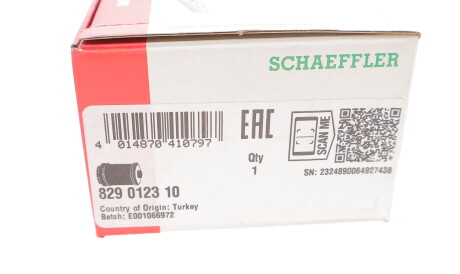 SCHAEFFLER
4 014870 410797
EAC
Qty
1
SCAN ME
829 0123 10
SN: 2324890064927438
Country of Origin: Turkey
Batch: E001066972